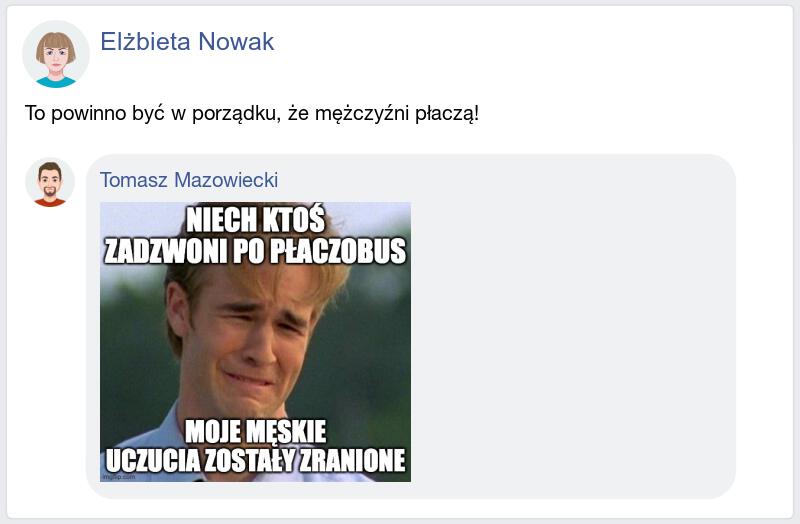 Elżbieta Nowak
To powinno być w porządku, że mężczyźni płaczą!
Tomasz Mazowiecki
NIECH KTOŚ
ZADZWONI PO PŁACZOBUS
MOJE MĘSKIE
UCZUCIA ZOSTAŁY ZRANIONE
imgflip.com